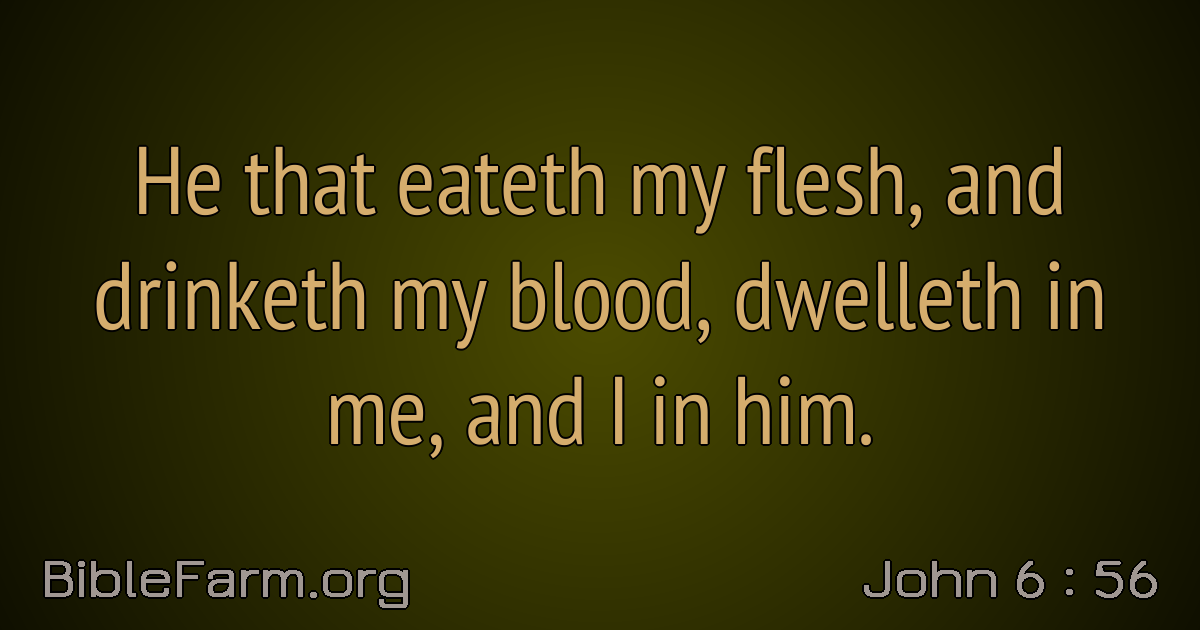 He that eateth my flesh, and
drinketh my blood, dwelleth in
me, and I in him.
BibleFarm.org
John 6 : 56